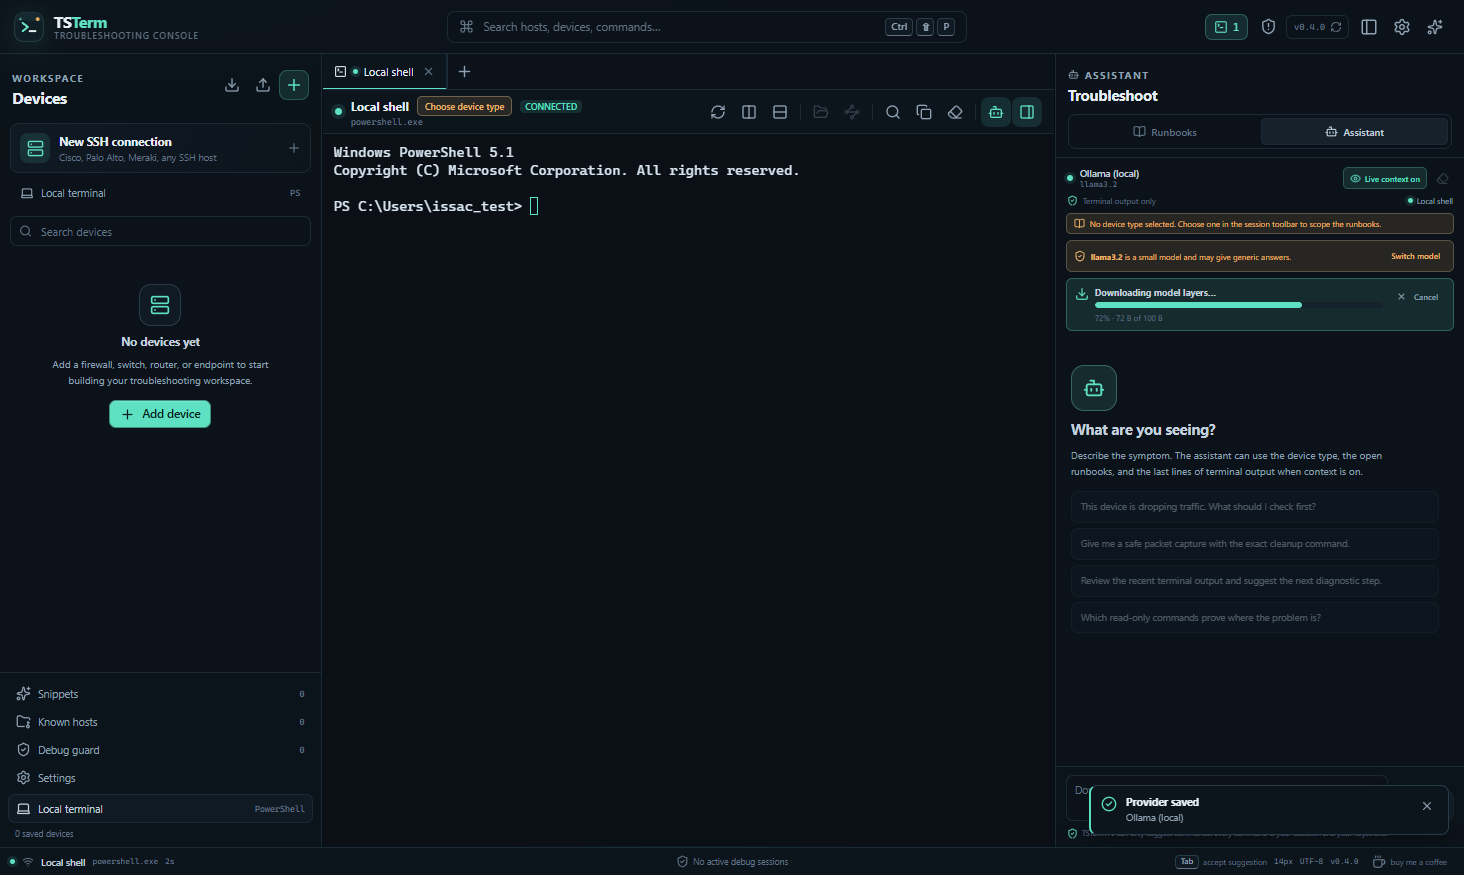 TSTerm
TROUBLESHOOTING CONSOLE
Search hosts, devices, commands...
Ctrl
P
1
v0.4.0
WORKSPACE
Devices
New SSH connection
Cisco, Palo Alto, Meraki, any SSH host
Local terminal
PS
Search devices
No devices yet
Add a firewall, switch, router, or endpoint to start
building your troubleshooting workspace.
Add device
Snippets
0
Known hosts
0
Debug guard
0
Settings
Local terminal
PowerShell
0 saved devices
Local shell
Local shell
Choose device type
CONNECTED
powershell.exe
Windows PowerShell 5.1
Copyright (C) Microsoft Corporation. All rights reserved.
PS C:\Users\issac_test>
ASSISTANT
Troubleshoot
Runbooks
Assistant
Ollama (local)
llama3.2
Live context on
Terminal output only
Local shell
No device type selected. Choose one in the session toolbar to scope the runbooks.
llama3.2 is a small model and may give generic answers.
Switch model
Downloading model layers...
Cancel
72% · 72 B of 100 B
What are you seeing?
Describe the symptom. The assistant can use the device type, the open
runbooks, and the last lines of terminal output when context is on.
This device is dropping traffic. What should I check first?
Give me a safe packet capture with the exact cleanup command.
Review the recent terminal output and suggest the next diagnostic step.
Which read-only commands prove where the problem is?
Provider saved
Ollama (local)
Local shell
powershell.exe
2s
No active debug sessions
Tab
accept suggestion
14px
UTF-8
v0.4.0
buy me a coffee